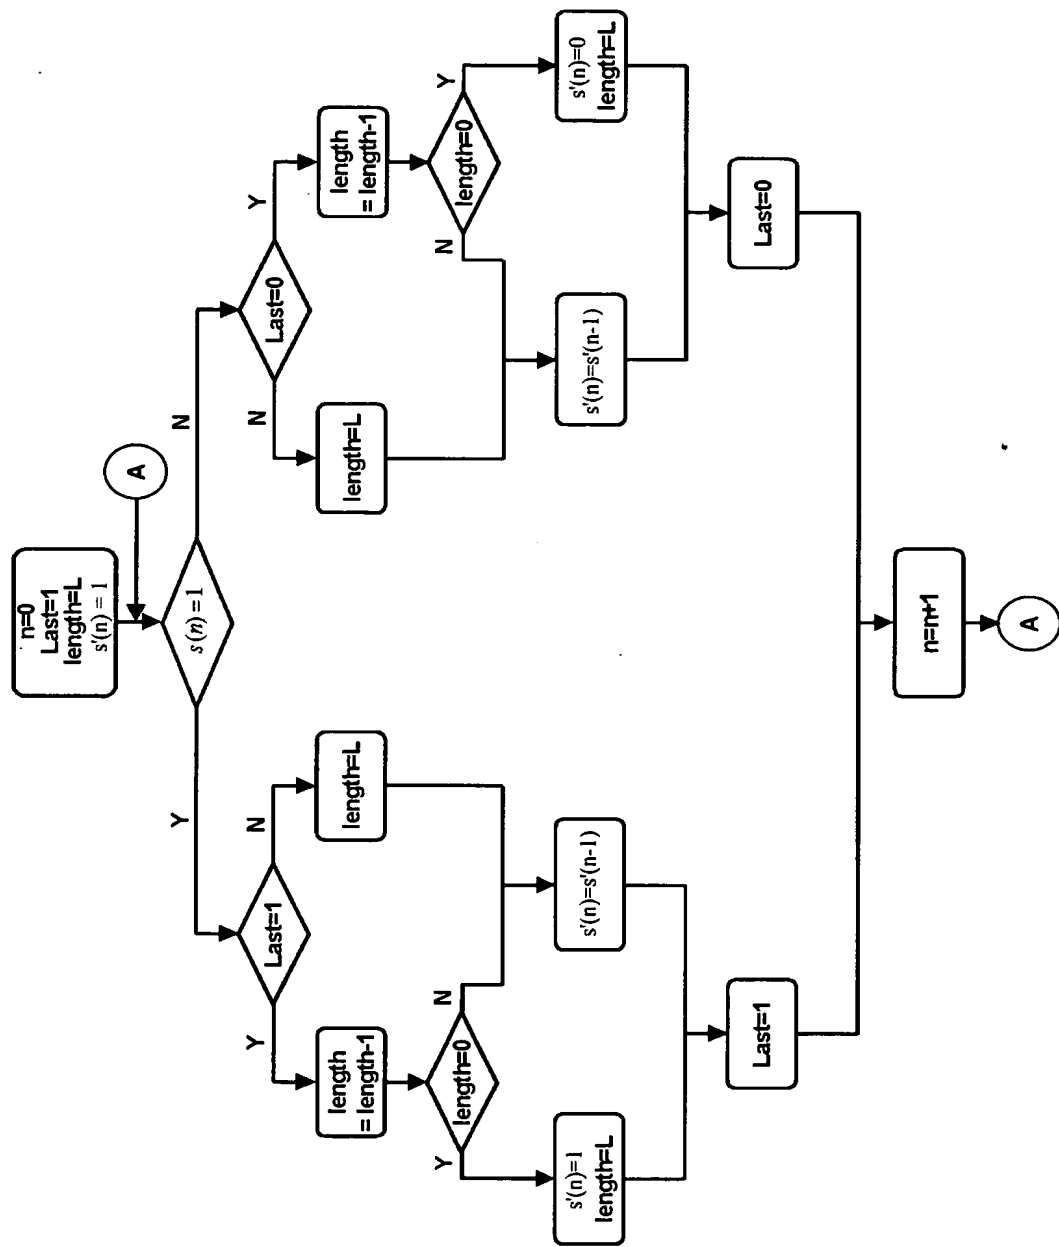 n=0
Last=1
length=L
s'(n) = 1
A
s(n) = 1
Y
N
Last=1
Y
N
length
= length-1
length=L
length=0
Y
N
s'(n)=1
length=L
s'(n)=s'(n-1)
Last=1
Last=0
N
Y
length=L
length
= length-1
length=0
N
Y
s'(n)=s'(n-1)
s'(n)=0
length=L
Last=0
n=n+1
A